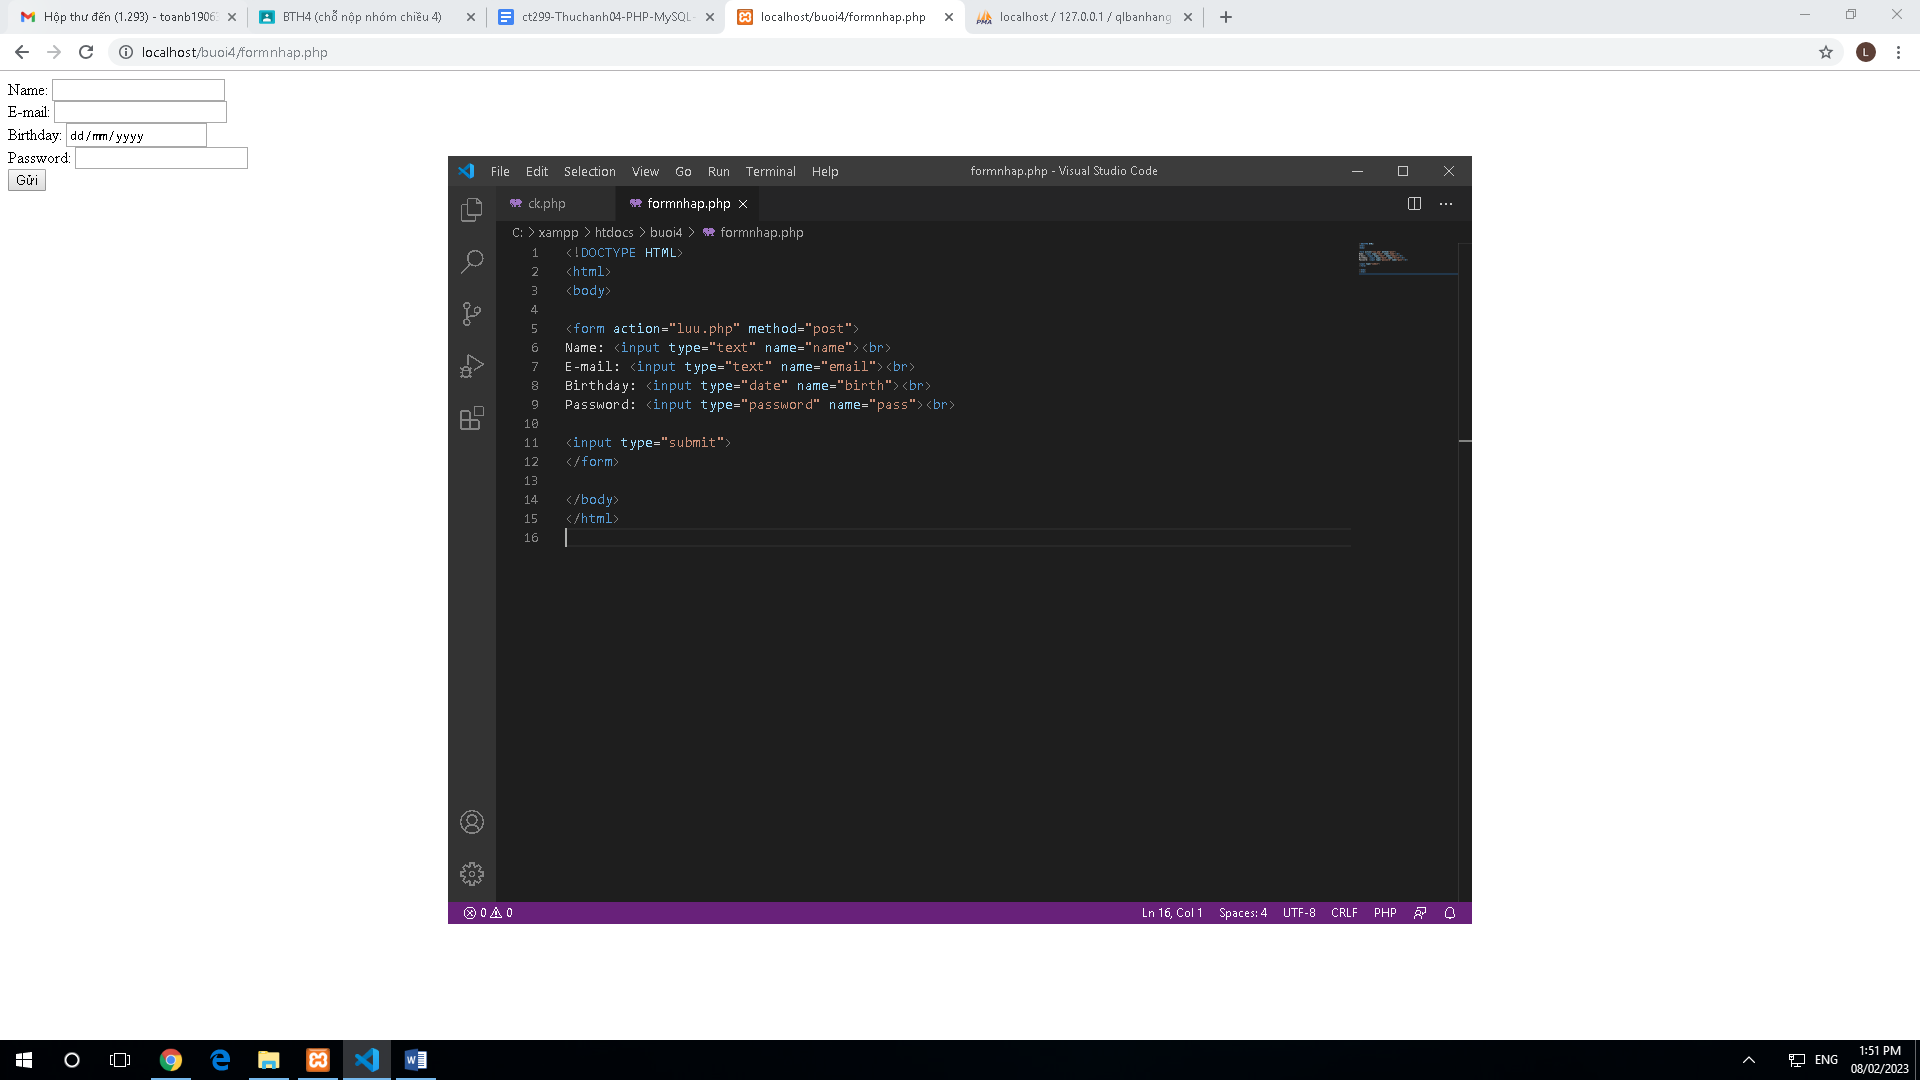 Hộp thư đến (1.293) - toanb1906
BTH4 (chỗ nộp nhóm chiều 4)
ct299-Thuchanh04-PHP-MySQL-
localhost/buoi4/formnhap.php
localhost / 127.0.0.1 / qlbanhang
localhost/buoi4/formnhap.php
L
Name:
E-mail:
Birthday: dd/mm/yyyy
Password:
Gửi
File Edit Selection View Go Run Terminal Help
formnhap.php - Visual Studio Code
ck.php
formnhap.php
C: > xampp > htdocs > buoi4 > formnhap.php
1 <!DOCTYPE HTML>
2 <html>
3 <body>
4
5 <form action="luu.php" method="post">
6 Name: <input type="text" name="name"><br>
7 E-mail: <input type="text" name="email"><br>
8 Birthday: <input type="date" name="birth"><br>
9 Password: <input type="password" name="pass"><br>
10
11 <input type="submit">
12 </form>
13
14 </body>
15 </html>
16
0 0
Ln 16, Col 1 Spaces: 4 UTF-8 CRLF PHP
ENG
1:51 PM
08/02/2023